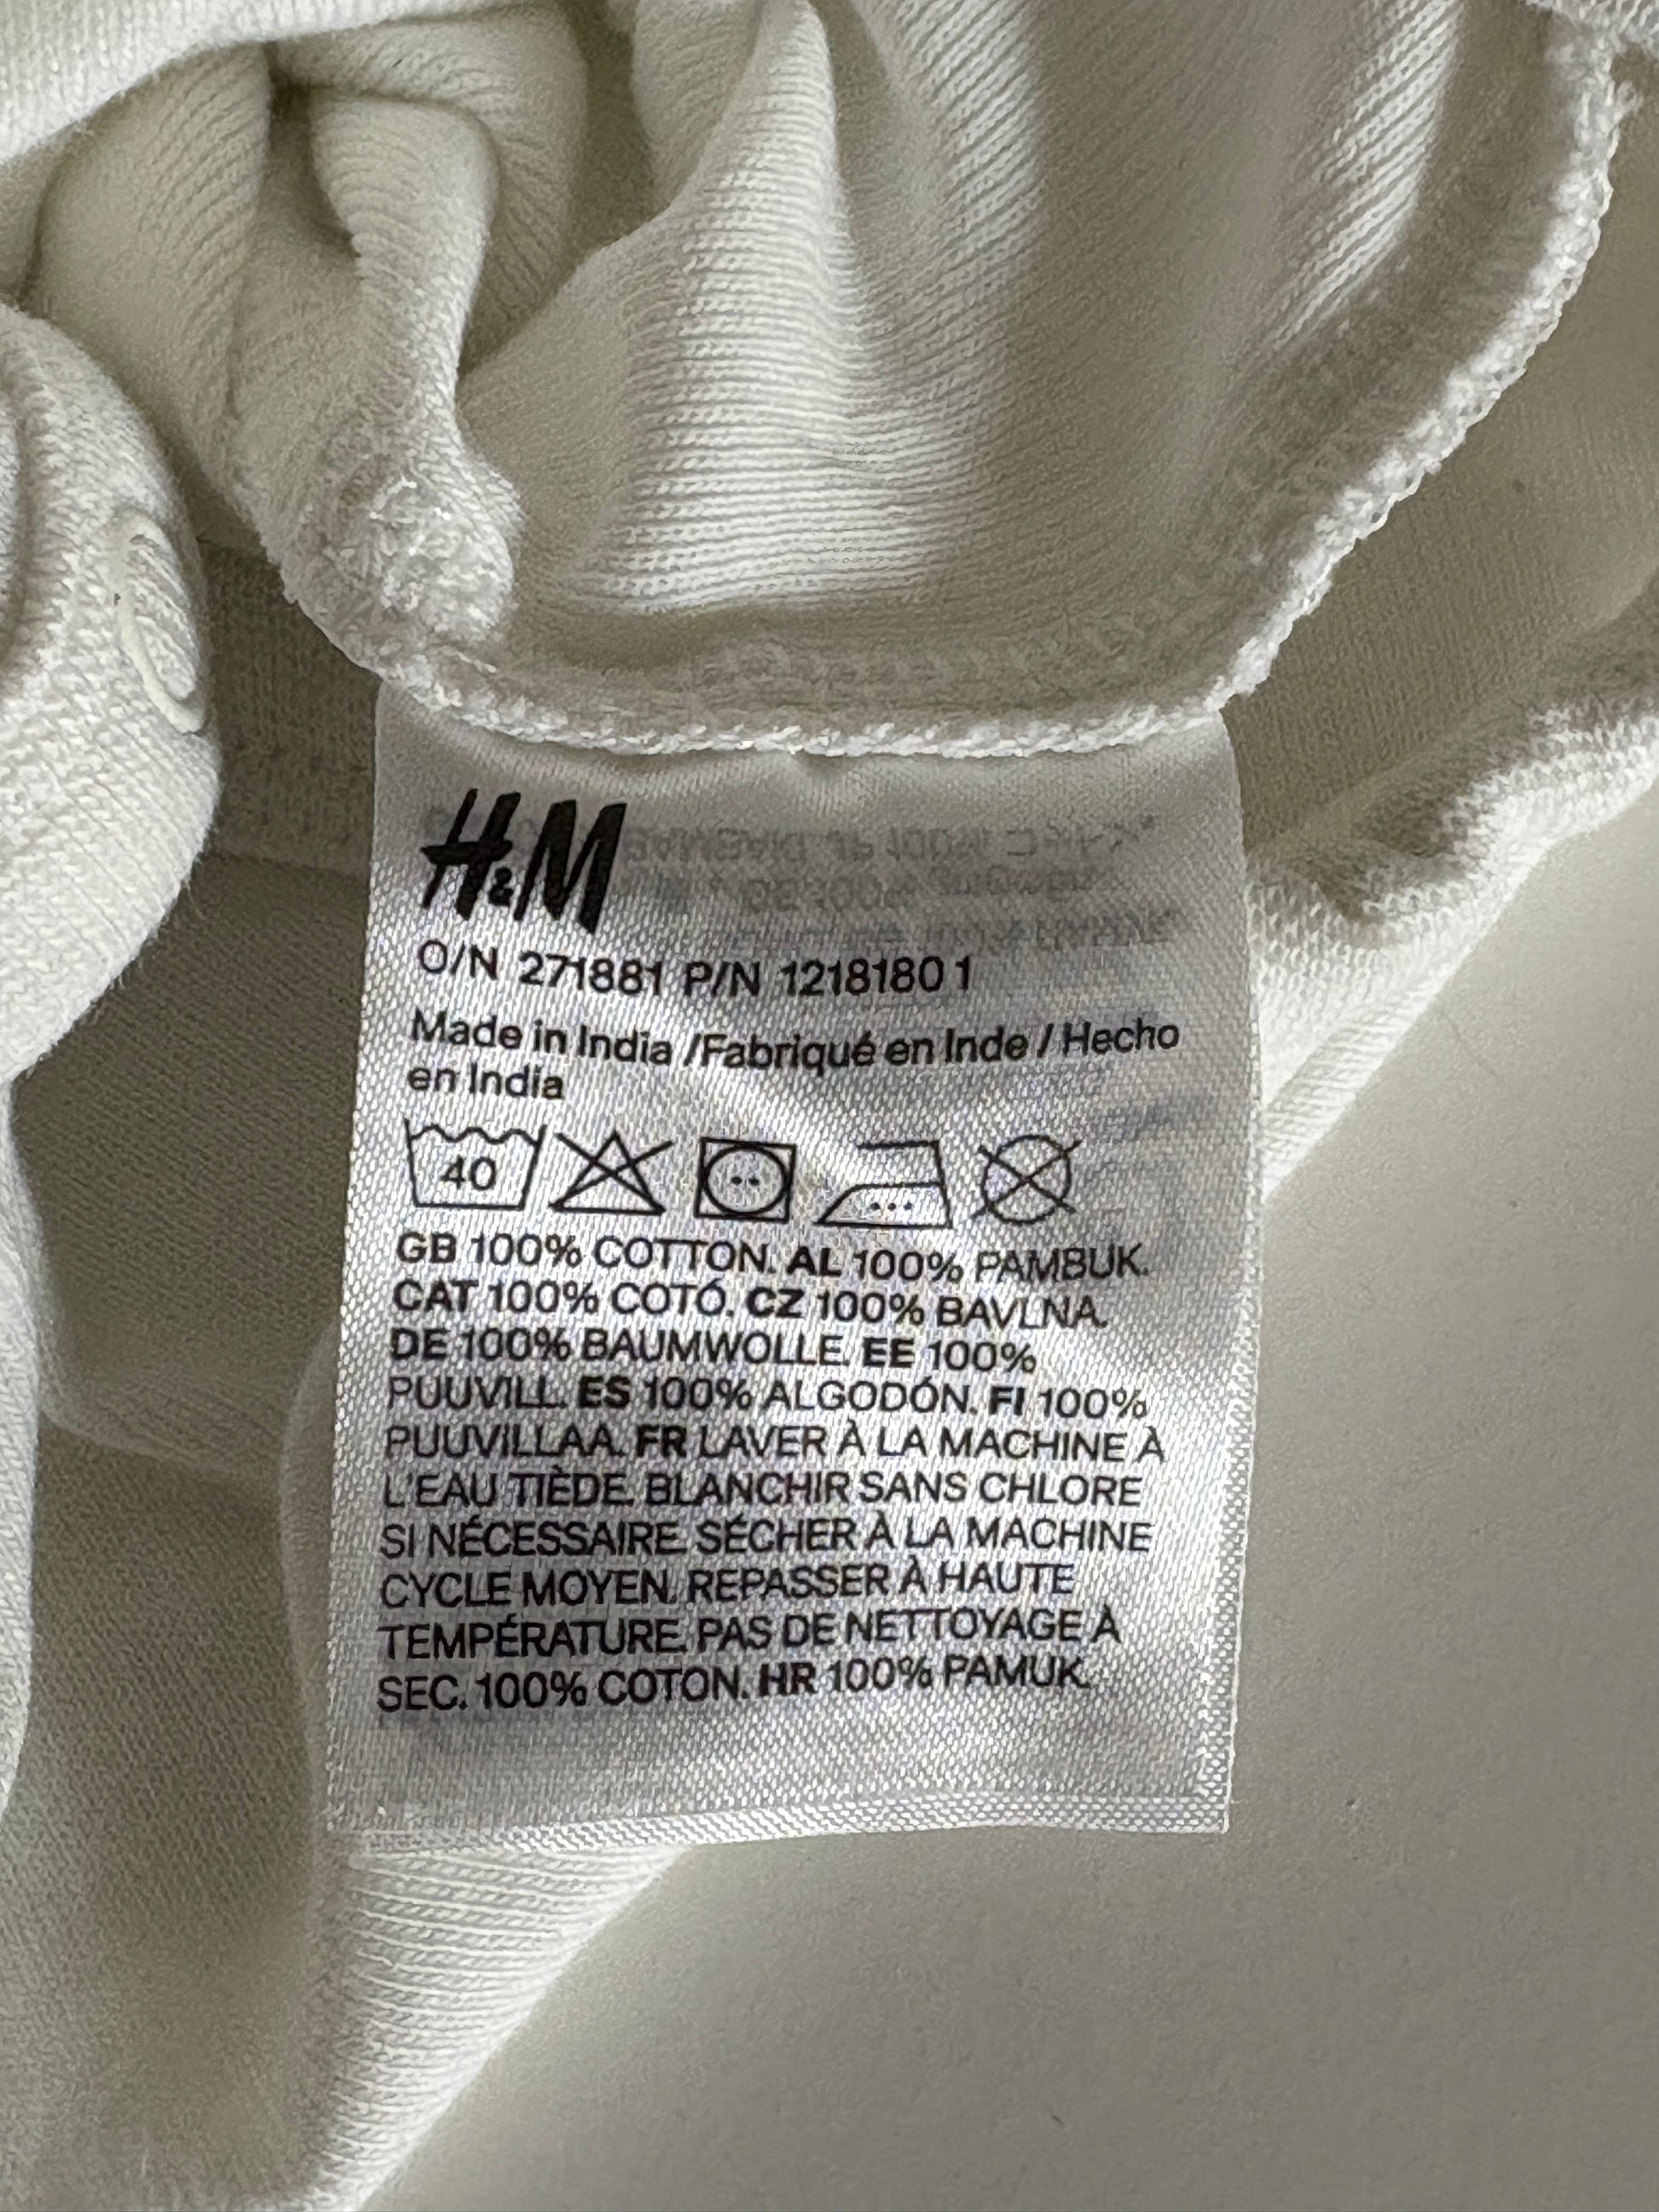 H&M
O/N 271881 P/N 1218180 1
Made in India /Fabriqué en Inde / Hecho
en India
40
GB 100% COTTON. AL 100% PAMBUK.
CAT 100% COTÓ. CZ 100% BAVLNA.
DE 100% BAUMWOLLE. EE 100%
PUUVILL. ES 100% ALGODÓN. FI 100%
PUUVILLAA. FR LAVER À LA MACHINE À
L'EAU TIÈDE. BLANCHIR SANS CHLORE
SI NÉCESSAIRE. SÉCHER À LA MACHINE
CYCLE MOYEN. REPASSER À HAUTE
TEMPÉRATURE. PAS DE NETTOYAGE À
SEC. 100% COTON. HR 100% PAMUK.